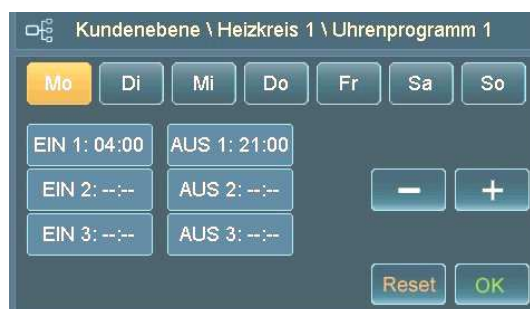 Kundenebene \ Heizkreis 1 \ Uhrenprogramm 1
Mo Di Mi Do Fr Sa So
EIN 1: 04:00 AUS 1: 21:00
EIN 2: --:-- AUS 2: --:--
− +
EIN 3: --:-- AUS 3: --:--
Reset OK